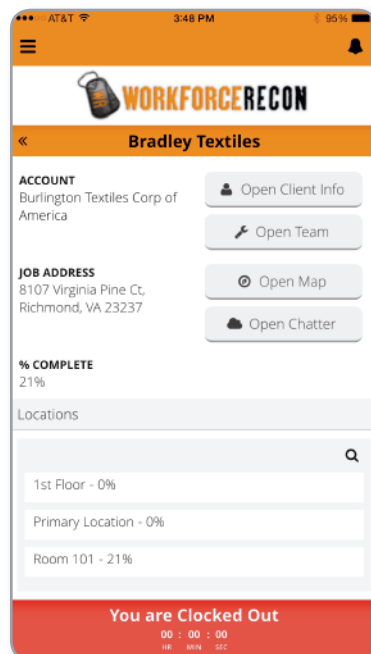 AT&T 3:48 PM 95%
WORKFORCERECON
« Bradley Textiles
ACCOUNT
Burlington Textiles Corp of
America
Open Client Info
Open Team
JOB ADDRESS
8107 Virginia Pine Ct,
Richmond, VA 23237
Open Map
Open Chatter
% COMPLETE
21%
Locations
1st Floor - 0%
Primary Location - 0%
Room 101 - 21%
You are Clocked Out
00 : 00 : 00
HR MIN SEC